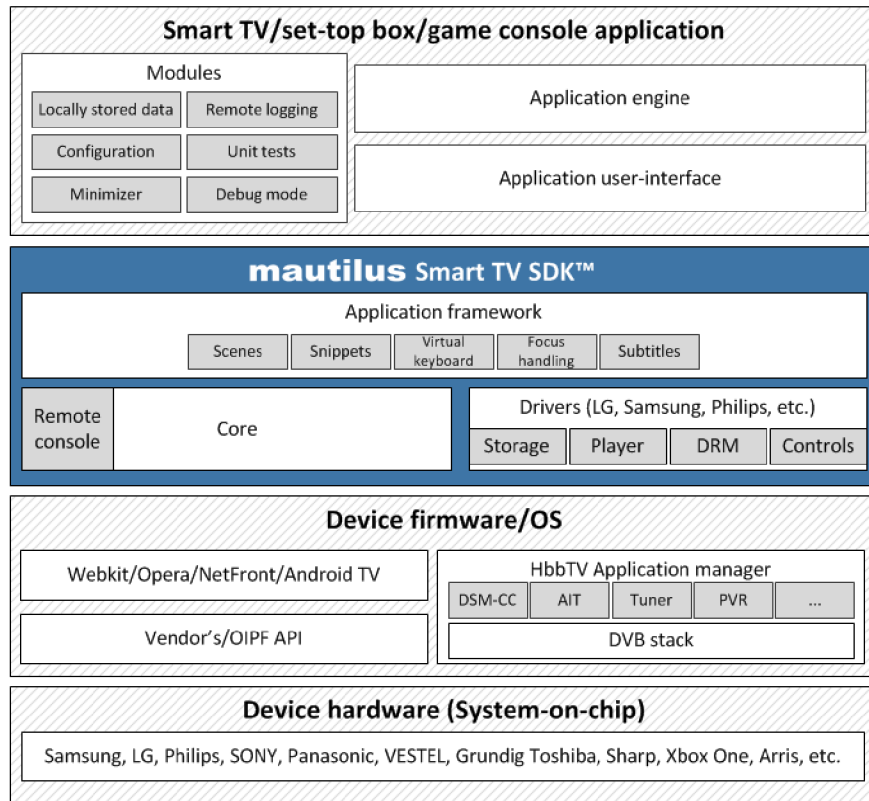 Smart TV/set-top box/game console application
Modules
Locally stored data
Remote logging
Configuration
Unit tests
Minimizer
Debug mode
Application engine
Application user-interface
mautilus Smart TV SDK™
Application framework
Scenes
Snippets
Virtual
keyboard
Focus
handling
Subtitles
Remote
console
Core
Drivers (LG, Samsung, Philips, etc.)
Storage
Player
DRM
Controls
Device firmware/OS
Webkit/Opera/NetFront/Android TV
Vendor's/OIPF API
HbbTV Application manager
DSM-CC
AIT
Tuner
PVR
...
DVB stack
Device hardware (System-on-chip)
Samsung, LG, Philips, SONY, Panasonic, VESTEL, Grundig Toshiba, Sharp, Xbox One, Arris, etc.